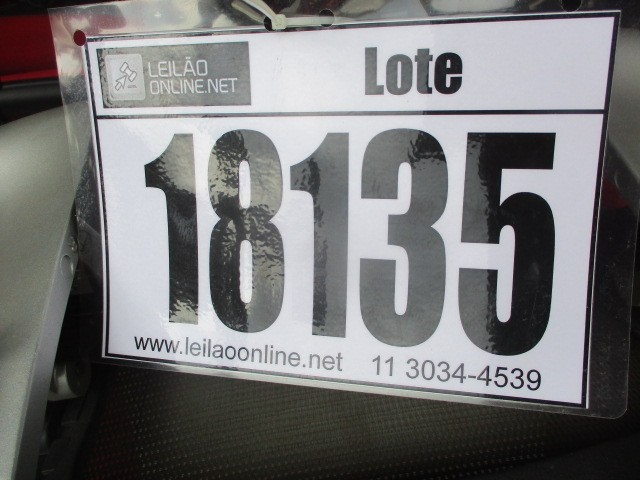 LEILÃO
ONLINE.NET
Lote
18135
www.leilaoonline.net 11 3034-4539